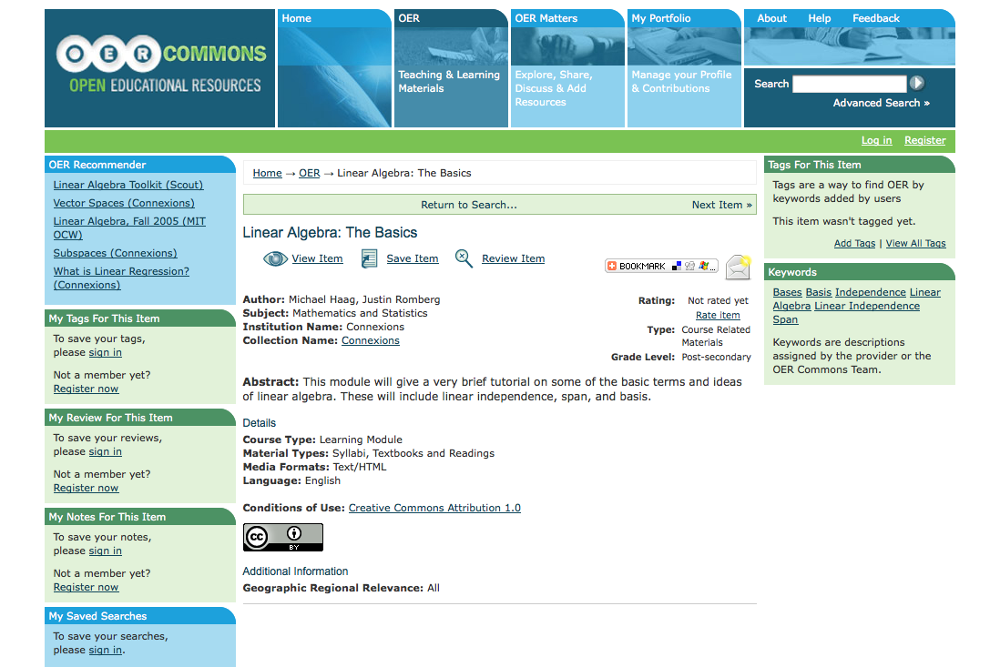 OER COMMONS
OPEN EDUCATIONAL RESOURCES
Home
OER
Teaching & Learning
Materials
OER Matters
Explore, Share,
Discuss & Add
Resources
My Portfolio
Manage your Profile
& Contributions
About Help Feedback
Search
Advanced Search »
Log in Register
OER Recommender
Linear Algebra Toolkit (Scout)
Vector Spaces (Connexions)
Linear Algebra, Fall 2005 (MIT
OCW)
Subspaces (Connexions)
What is Linear Regression?
(Connexions)
My Tags For This Item
To save your tags,
please sign in
Not a member yet?
Register now
My Review For This Item
To save your reviews,
please sign in
Not a member yet?
Register now
My Notes For This Item
To save your notes,
please sign in
Not a member yet?
Register now
My Saved Searches
To save your searches,
please sign in.
Home → OER → Linear Algebra: The Basics
Return to Search... Next Item »
Linear Algebra: The Basics
View Item Save Item Review Item
BOOKMARK
Author: Michael Haag, Justin Romberg
Subject: Mathematics and Statistics
Institution Name: Connexions
Collection Name: Connexions
Rating: Not rated yet
Rate item
Type: Course Related
Materials
Grade Level: Post-secondary
Abstract: This module will give a very brief tutorial on some of the basic terms and ideas
of linear algebra. These will include linear independence, span, and basis.
Details
Course Type: Learning Module
Material Types: Syllabi, Textbooks and Readings
Media Formats: Text/HTML
Language: English
Conditions of Use: Creative Commons Attribution 1.0
cc
BY
Additional Information
Geographic Regional Relevance: All
Tags For This Item
Tags are a way to find OER by
keywords added by users
This item wasn't tagged yet.
Add Tags | View All Tags
Keywords
Bases Basis Independence Linear
Algebra Linear Independence
Span
Keywords are descriptions
assigned by the provider or the
OER Commons Team.